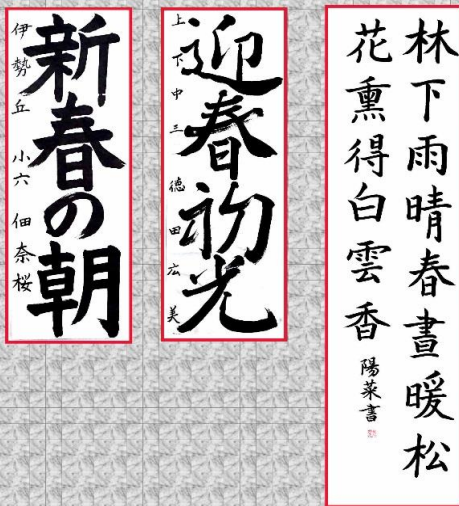 林下雨晴春晝暖松
花熏得白雲香
陽菜書
迎春初光
上下中三 徳田広美
新春の朝
伊勢丘小六 佃奈桜